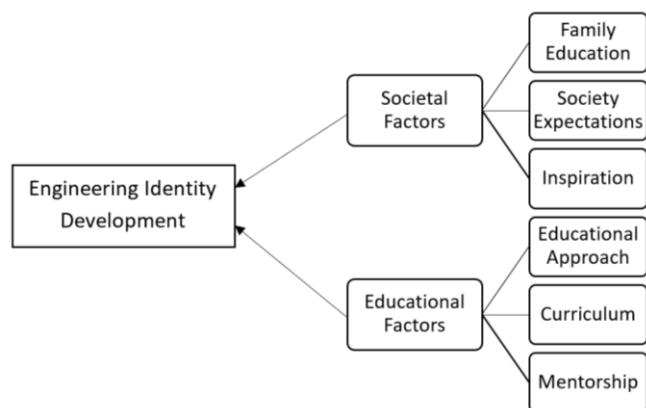 Family
Education
Societal
Factors
Society
Expectations
Inspiration
Engineering Identity
Development
Educational
Approach
Educational
Factors
Curriculum
Mentorship